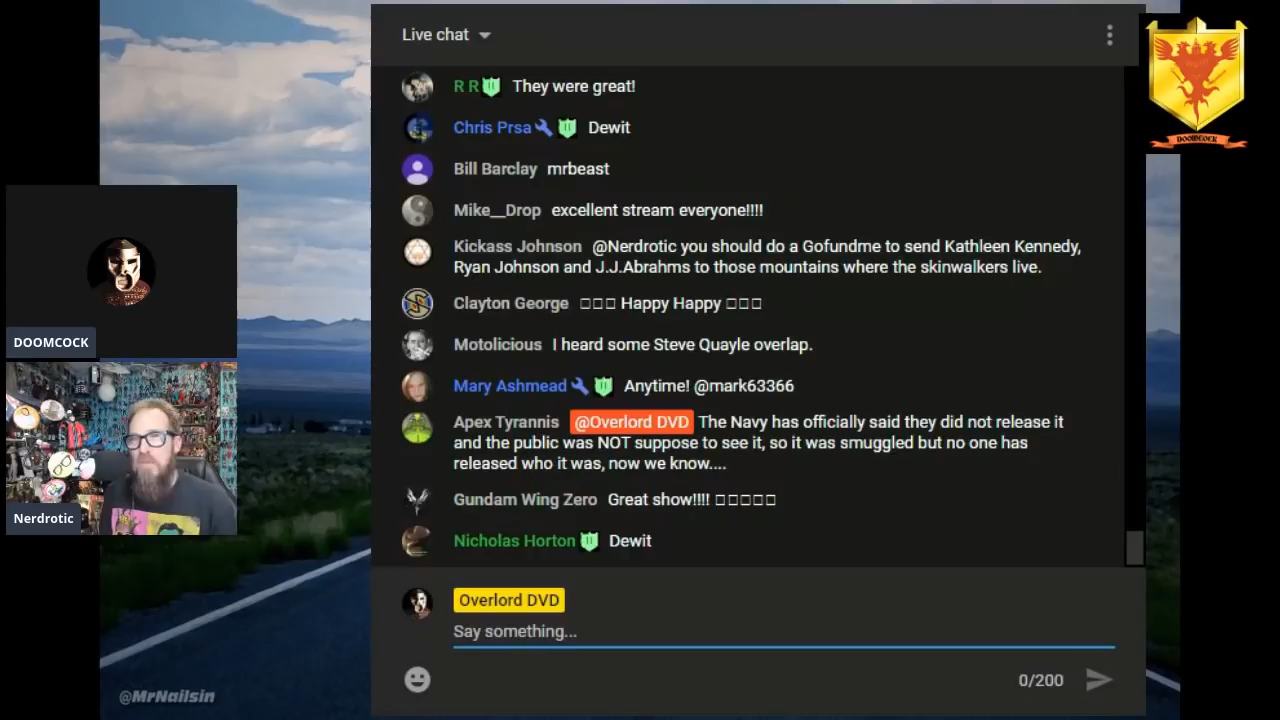 Live chat
R R They were great!
Chris Prsa Dewit
Bill Barclay mrbeast
Mike__Drop excellent stream everyone!!!!
Kickass Johnson @Nerdrotic you should do a Gofundme to send Kathleen Kennedy,
Ryan Johnson and J.J.Abrahms to those mountains where the skinwalkers live.
Clayton George □□□ Happy Happy □□□
Motolicious I heard some Steve Quayle overlap.
Mary Ashmead Anytime! @mark63366
Apex Tyrannis @Overlord DVD The Navy has officially said they did not release it
and the public was NOT suppose to see it, so it was smuggled but no one has
released who it was, now we know....
Gundam Wing Zero Great show!!!! □□□□□
Nicholas Horton Dewit
Overlord DVD
Say something...
0/200
DOOMCOCK
Nerdrotic
@MrNailsin
DOOMCOCK